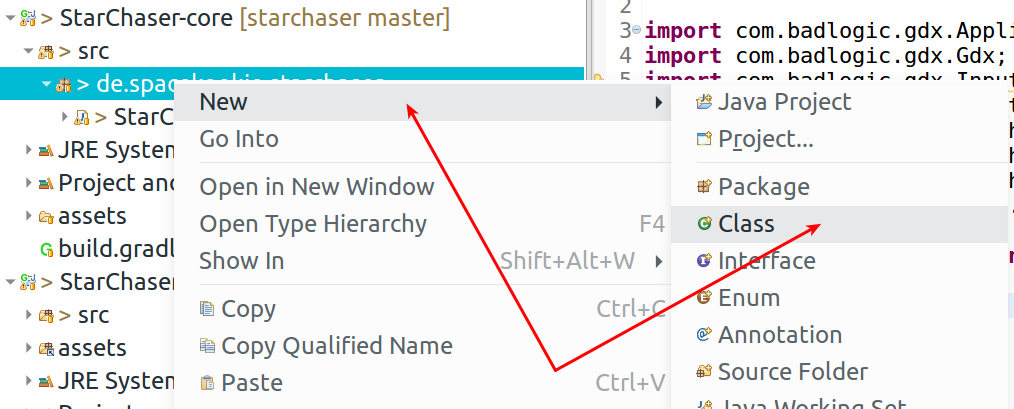 > StarChaser-core [starchaser master]
> src
New
> StarC
Go Into
JRE System
Project and
Open in New Window
assets
Open Type Hierarchy F4
build.gradl
Show In Shift+Alt+W
> StarChaser
> src
Copy Ctrl+C
assets
Copy Qualified Name
JRE System
Paste Ctrl+V
2
3 import com.badlogic.gdx.Appli
4 import com.badlogic.gdx.Gdx;
5 import com.badlogic.gdx.Input
Java Project
Project...
Package
Class
Interface
Enum
Annotation
Source Folder
Java Working Set